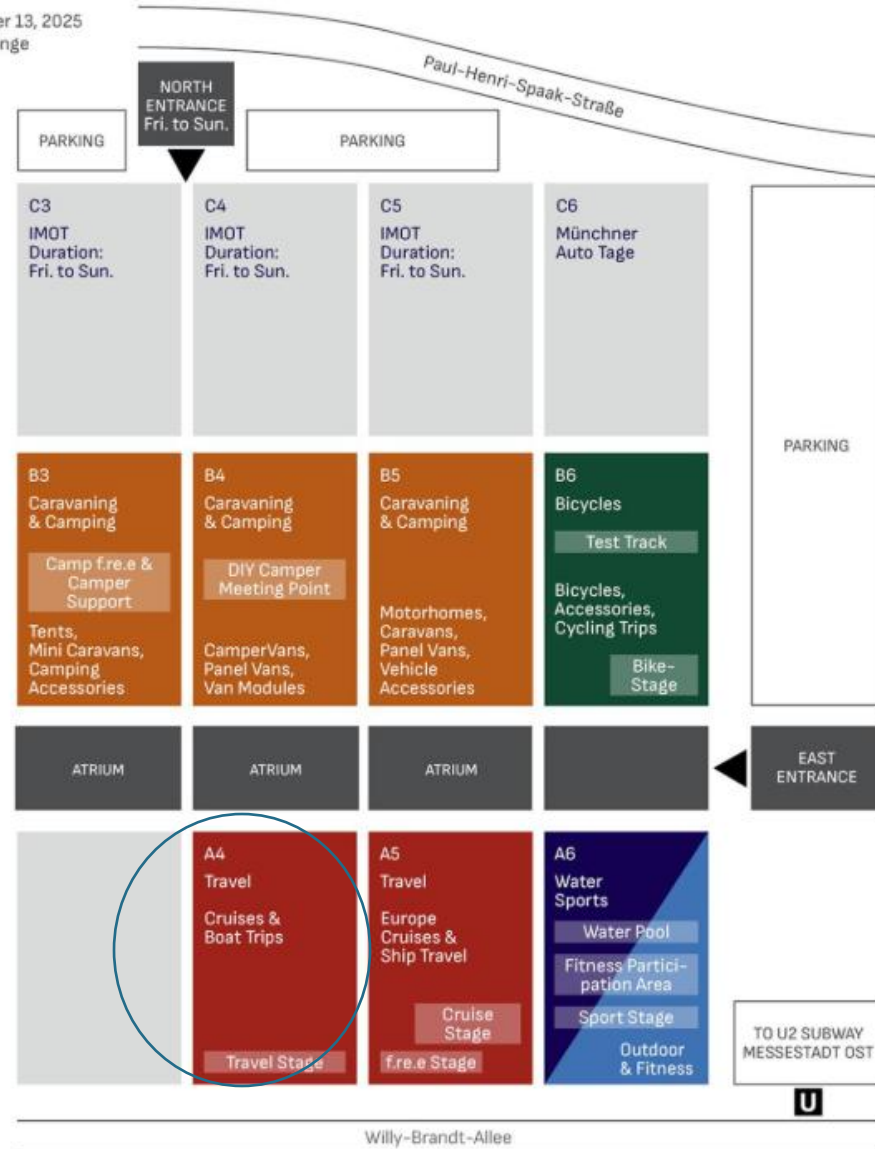 13, 2025
Paul-Henri-Spaak-Straße
NORTH
ENTRANCE
Fri. to Sun.
PARKING
PARKING
C3
IMOT
Duration:
Fri. to Sun.
C4
IMOT
Duration:
Fri. to Sun.
C5
IMOT
Duration:
Fri. to Sun.
C6
Münchner
Auto Tage
PARKING
B3
Caravaning
& Camping
Camp f.re.e &
Camper
Support
Tents,
Mini Caravans,
Camping
Accessories
B4
Caravaning
& Camping
DIY Camper
Meeting Point
CamperVans,
Panel Vans,
Van Modules
B5
Caravaning
& Camping
Motorhomes,
Caravans,
Panel Vans,
Vehicle
Accessories
B6
Bicycles
Test Track
Bicycles,
Accessories,
Cycling Trips
Bike-
Stage
ATRIUM
ATRIUM
ATRIUM
EAST
ENTRANCE
A4
Travel
Cruises &
Boat Trips
Travel Stage
A5
Travel
Europe
Cruises &
Ship Travel
Cruise
Stage
f.re.e Stage
A6
Water
Sports
Water Pool
Fitness Partici-
pation Area
Sport Stage
Outdoor
& Fitness
TO U2 SUBWAY
MESSESTADT OST
U
Willy-Brandt-Allee